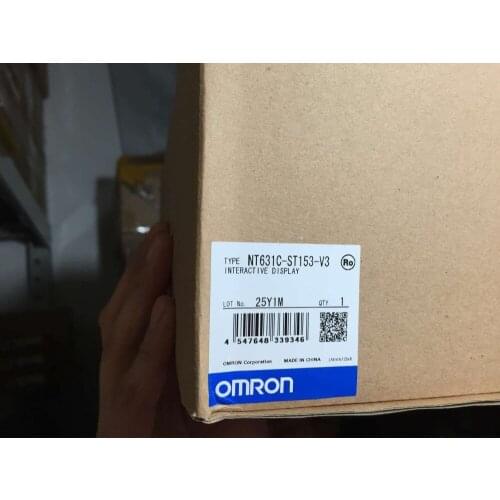 TYPE NT631C-ST153-V3 Ro
INTERACTIVE DISPLAY
LOT No. 25Y1M QTY 1
4 547648 339346
OMRON Corporation MADE IN CHINA
OMRON